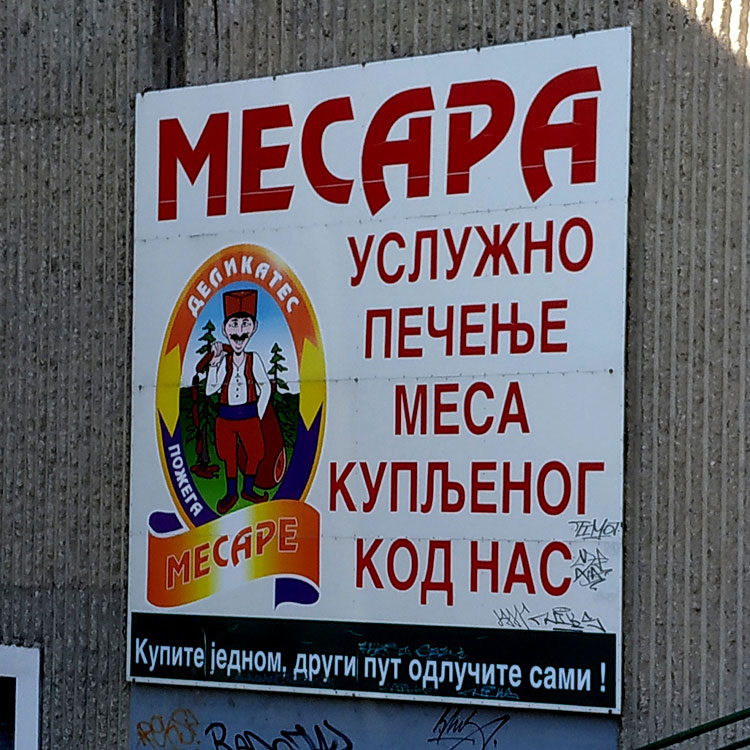 МЕСАРА
УСЛУЖНО
ПЕЧЕЊЕ
МЕСА
КУПЉЕНОГ
КОД НАС
ДЕЛИКАТЕС
ПОЖЕГА
МЕСАРЕ
Купите једном, други пут одлучите сами !